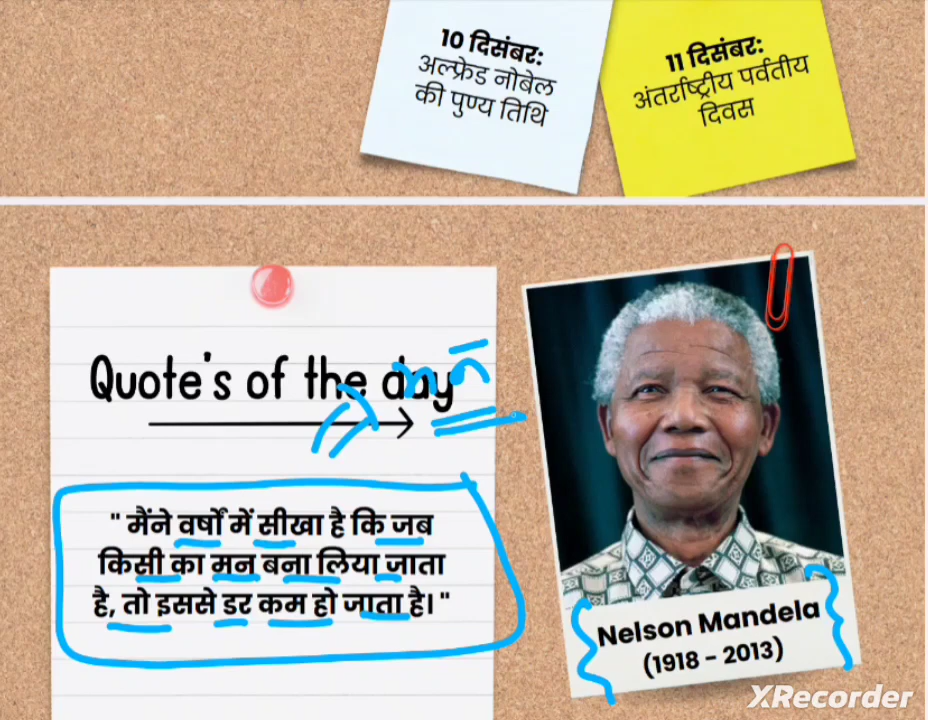 10 दिसंबर:
अल्फ्रेड नोबेल
की पुण्य तिथि
11 दिसंबर:
अंतर्राष्ट्रीय पर्वतीय
दिवस
Quote's of the day
" मैंने वर्षों में सीखा है कि जब
किसी का मन बना लिया जाता
है, तो इससे डर कम हो जाता है। "
Nelson Mandela
(1918 - 2013)
XRecorder